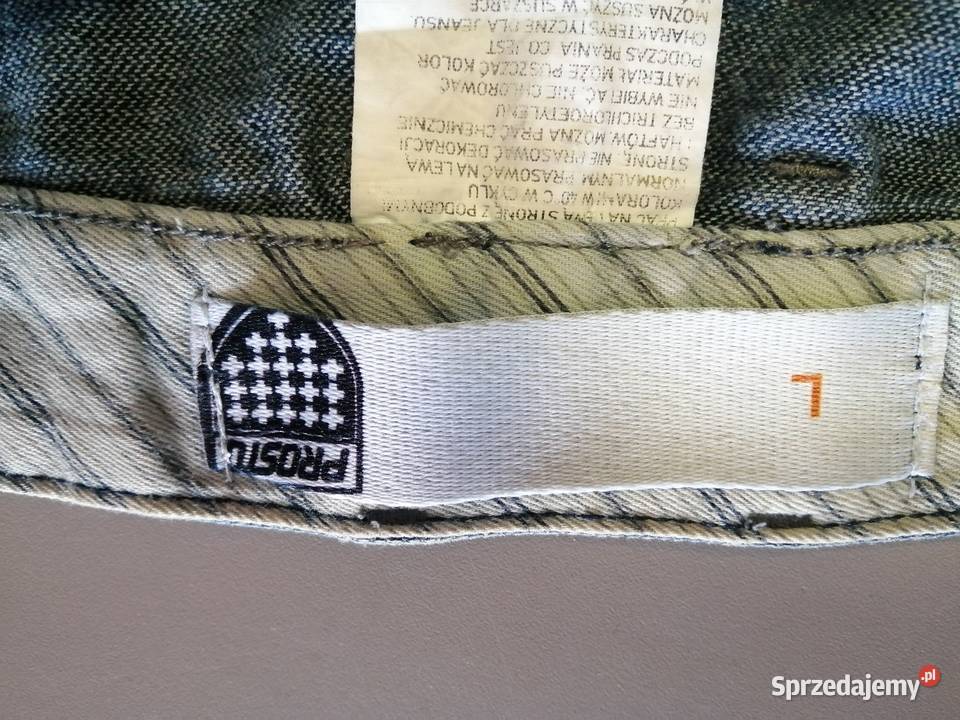 PRAĆ NA LEWĄ STRONĘ Z PODOBNYMI
KOLORAMI W 40°C W CYKLU
NORMALNYM. PRASOWAĆ NA LEWĄ
STRONĘ, NIE PRASOWAĆ DEKORACJI
I HAFTÓW. MOŻNA PRAĆ CHEMICZNIE
BEZ TRICHLOROETYLENU
NIE WYBIELAĆ, NIE CHLOROWAĆ
MATERIAŁ MOŻE PUSZCZAĆ KOLOR
PODCZAS PRANIA CO JEST
CHARAKTERYSTYCZNE DLA JEANSU
MOŻNA SUSZYĆ W SUSZARCE
PROSTO
L
Sprzedajemy.pl